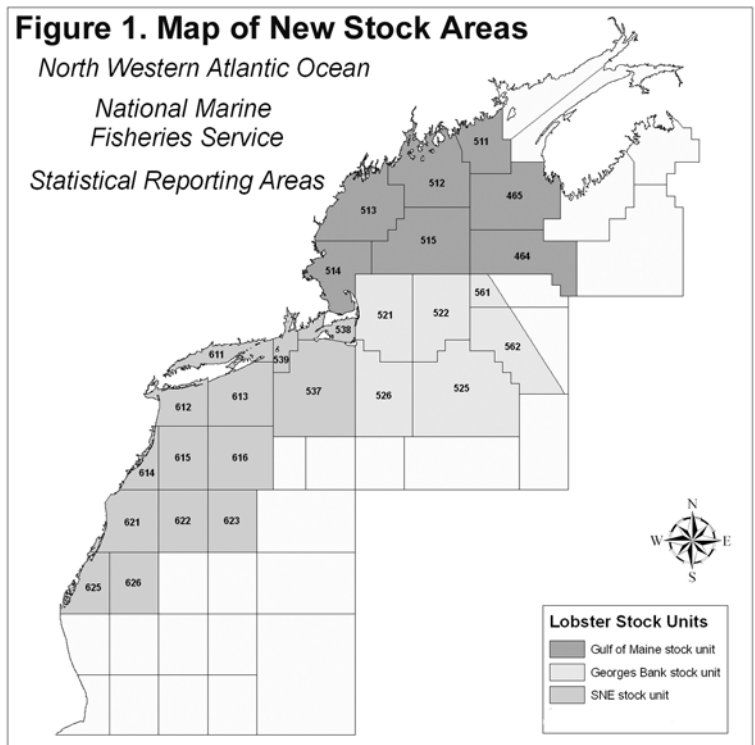 Figure 1. Map of New Stock Areas
North Western Atlantic Ocean
National Marine
Fisheries Service
Statistical Reporting Areas
511
512
465
513
515
464
514
561
521
522
538
562
611
539
613
537
526
525
612
615
616
614
621
622
623
625
626
N
W
E
S
Lobster Stock Units
Gulf of Maine stock unit
Georges Bank stock unit
SNE stock unit